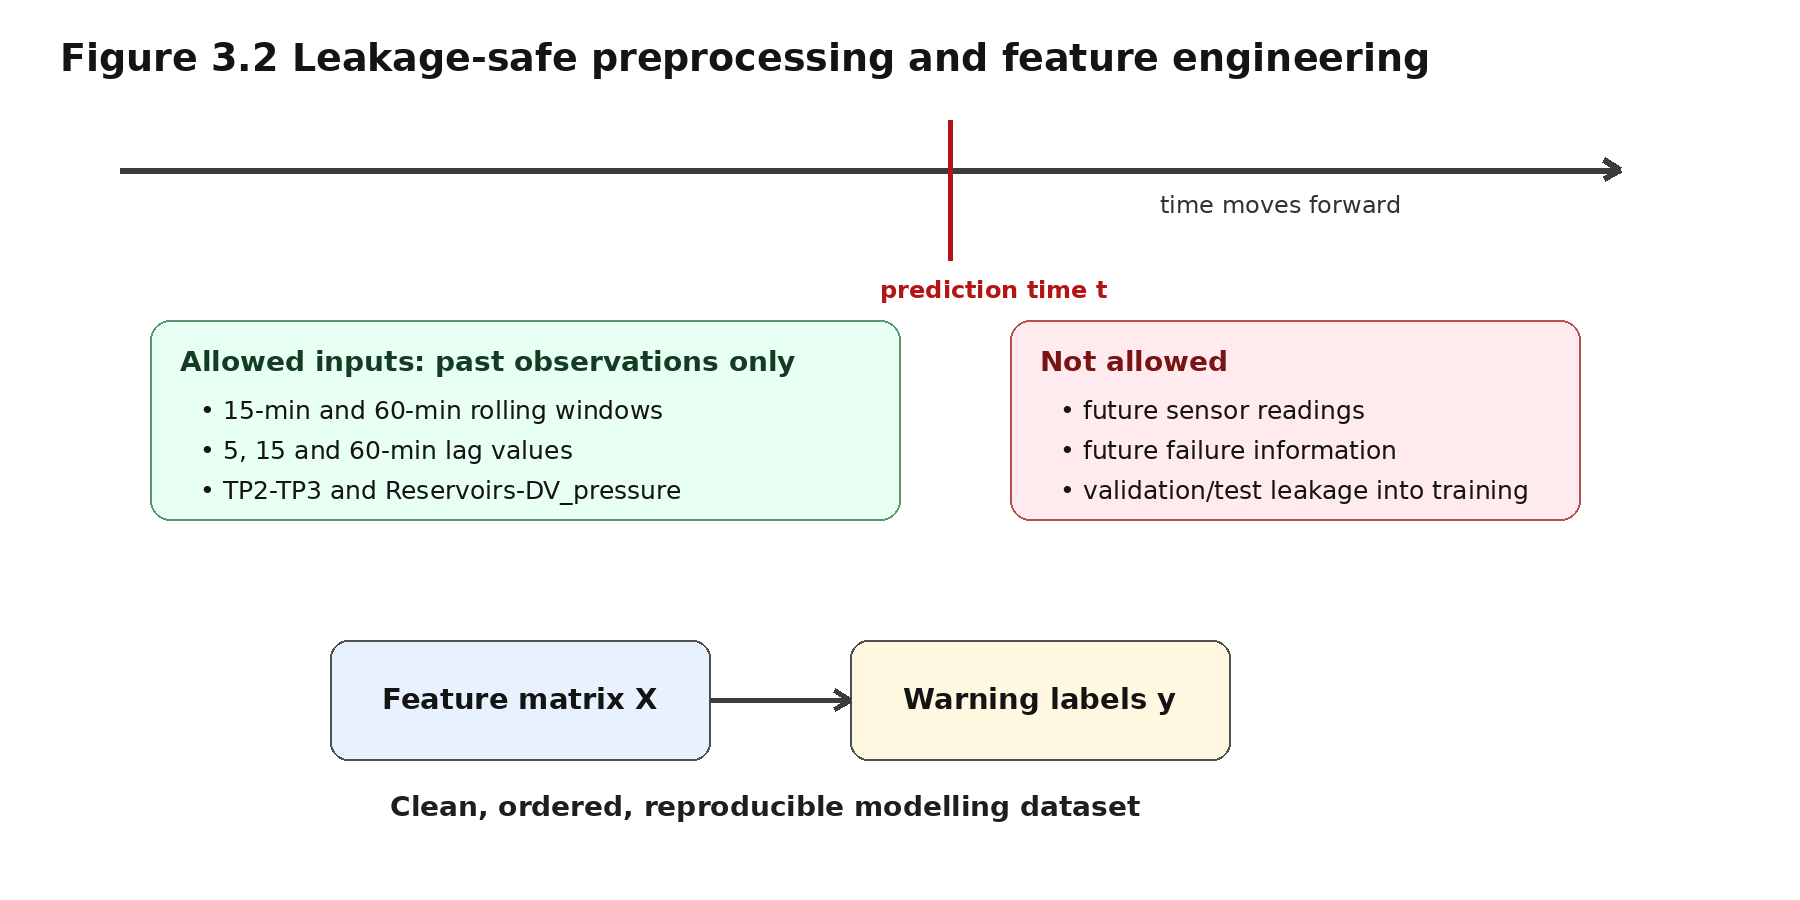 Figure 3.2 Leakage-safe preprocessing and feature engineering
time moves forward
prediction time t
Allowed inputs: past observations only
• 15-min and 60-min rolling windows
• 5, 15 and 60-min lag values
• TP2-TP3 and Reservoirs-DV_pressure
Not allowed
• future sensor readings
• future failure information
• validation/test leakage into training
Feature matrix X
Warning labels y
Clean, ordered, reproducible modelling dataset